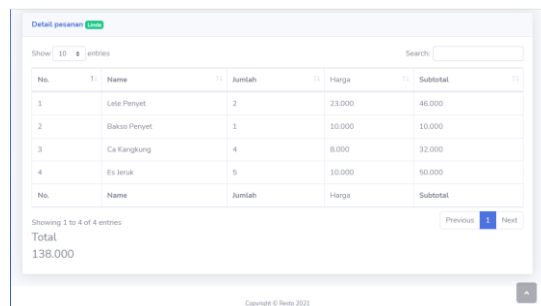 Detail pesanan Lindo
Show 10 entries Search:
No. Name Jumlah Harga Subtotal
1 Lele Penyet 2 23.000 46.000
2 Bakso Penyet 1 10.000 10.000
3 Ca Kangkung 4 8.000 32.000
4 Es Jeruk 5 10.000 50.000
No. Name Jumlah Harga Subtotal
Showing 1 to 4 of 4 entries Previous 1 Next
Total
138.000
Copyright © Resto 2021